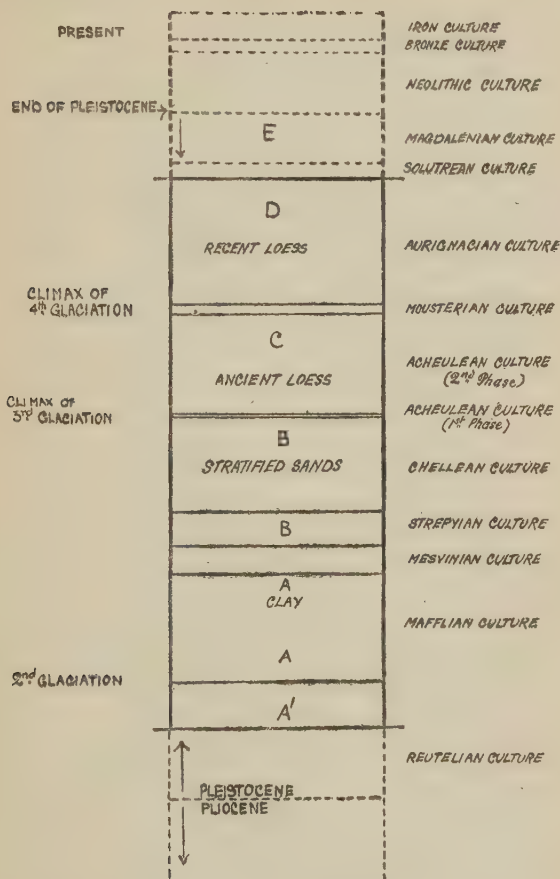 PRESENT
IRON CULTURE
BRONZE CULTURE
NEOLITHIC CULTURE
END OF PLEISTOCENE
E
MAGDALENIAN CULTURE
SOLUTREAN CULTURE
D
RECENT LOESS
AURIGNACIAN CULTURE
CLIMAX OF
4th GLACIATION
MOUSTERIAN CULTURE
C
ANCIENT LOESS
ACHEULEAN CULTURE
(2nd Phase)
CLIMAX OF
3rd GLACIATION
ACHEULEAN CULTURE
(1st Phase)
B
STRATIFIED SANDS
CHELLEAN CULTURE
B
STREPYIAN CULTURE
MESVINIAN CULTURE
A
CLAY
MAFFLIAN CULTURE
A
2nd GLACIATION
A'
REUTELIAN CULTURE
PLEISTOCENE
PLIOCENE